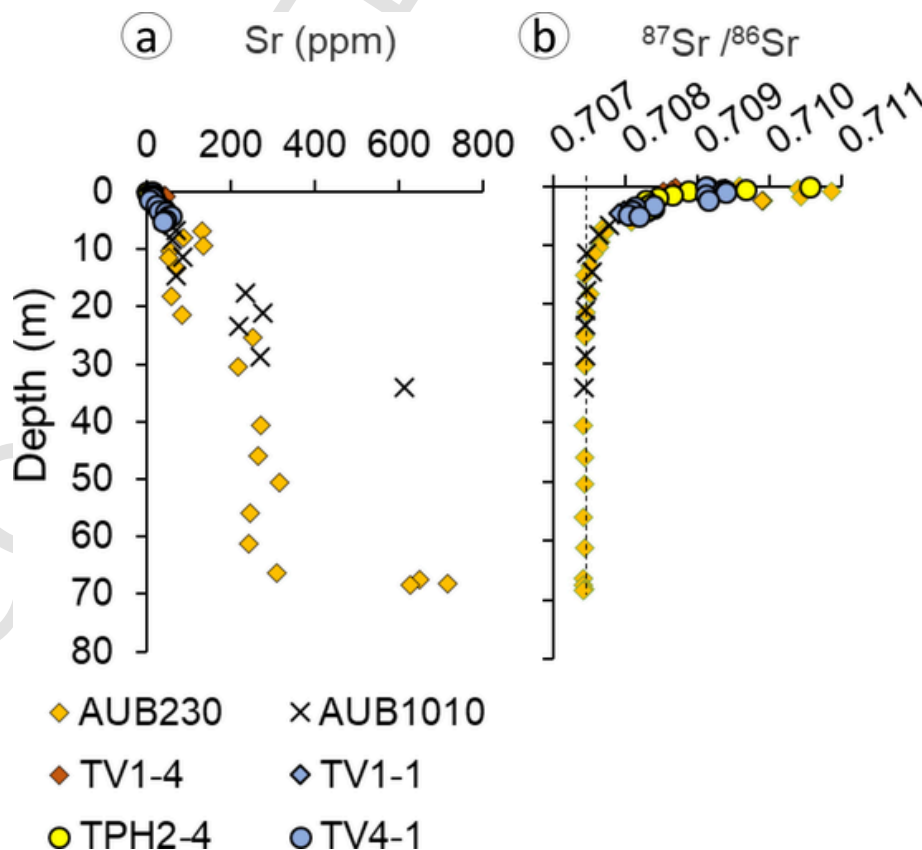 a Sr (ppm) b ⁸⁷Sr /⁸⁶Sr
0 200 400 600 800 0.707 0.708 0.709 0.710 0.711
0
10
20
30
40
50
60
70
80
Depth (m)
AUB230 AUB1010
TV1-4 TV1-1
TPH2-4 TV4-1